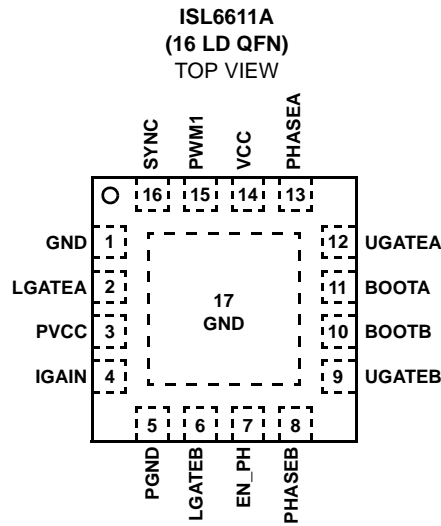 ISL6611A
(16 LD QFN)
TOP VIEW
SYNC
PWM1
VCC
PHASEA
16
15
14
13
GND 1
12 UGATEA
LGATEA 2
11 BOOTA
17
GND
PVCC 3
10 BOOTB
IGAIN 4
9 UGATEB
5
6
7
8
PGND
LGATEB
EN_PH
PHASEB